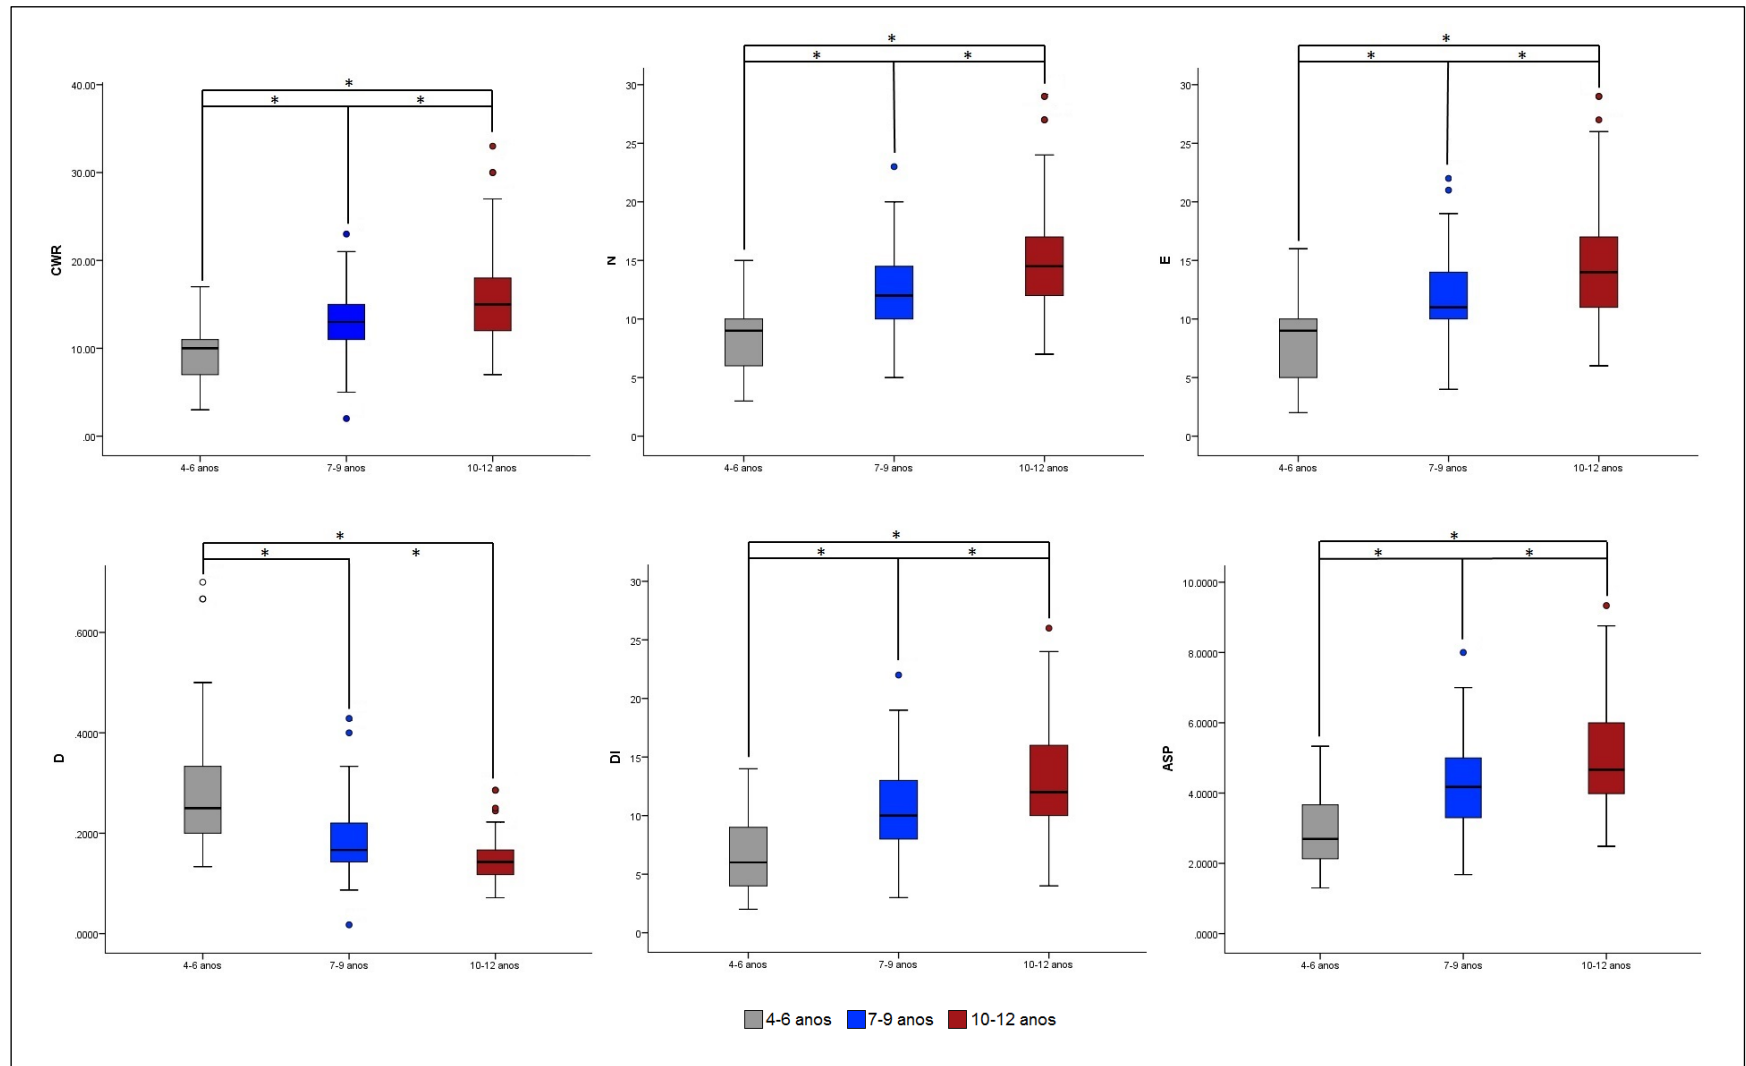 * * *
CWR
40.00
30.00
20.00
10.00
.00
4-6 anos 7-9 anos 10-12 anos
* * *
N
30
25
20
15
10
5
0
4-6 anos 7-9 anos 10-12 anos
* * *
E
30
25
20
15
10
5
0
4-6 anos 7-9 anos 10-12 anos
* * *
D
.6000
.4000
.2000
.0000
4-6 anos 7-9 anos 10-12 anos
* * *
DI
30
25
20
15
10
5
0
4-6 anos 7-9 anos 10-12 anos
* * *
ASP
10.0000
8.0000
6.0000
4.0000
2.0000
.0000
4-6 anos 7-9 anos 10-12 anos
4-6 anos 7-9 anos 10-12 anos